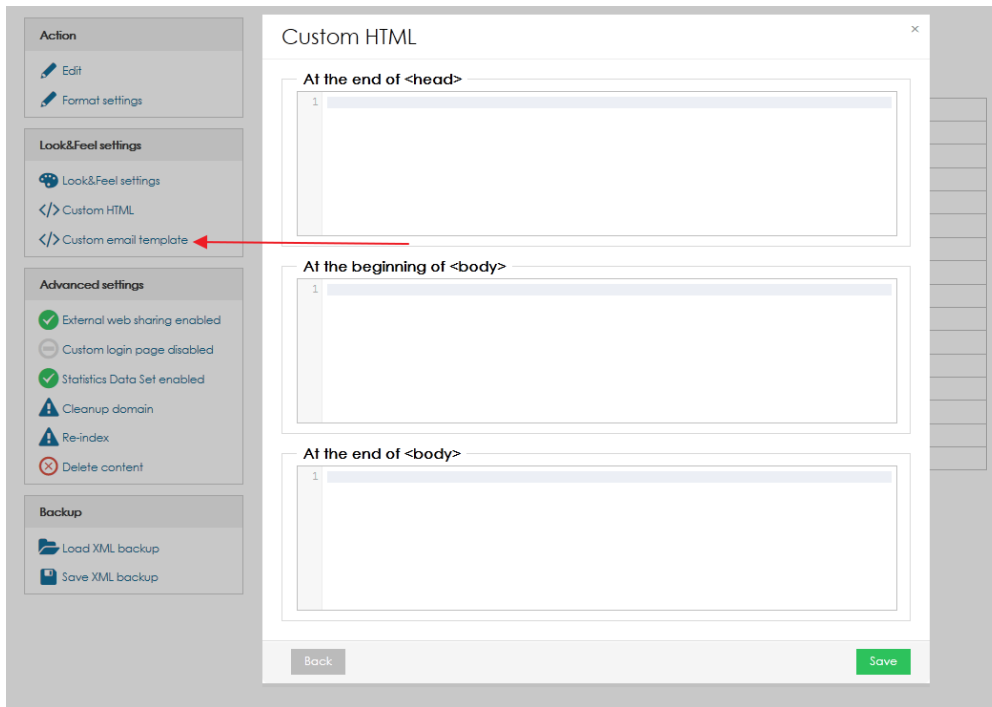 Action
Edit
Format settings
Look&Feel settings
Look&Feel settings
</> Custom HTML
</> Custom email template
Advanced settings
External web sharing enabled
Custom login page disabled
Statistics Data Set enabled
Cleanup domain
Re-index
Delete content
Backup
Load XML backup
Save XML backup
Custom HTML
×
At the end of <head>
1
At the beginning of <body>
1
At the end of <body>
1
Back
Save